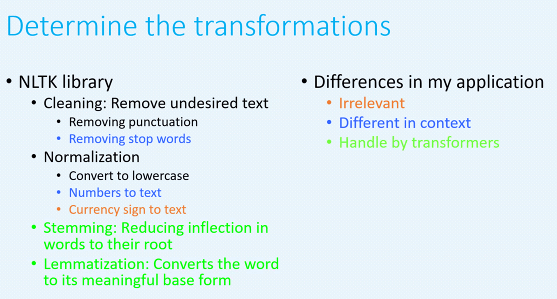 Determine the transformations
• NLTK library
• Cleaning: Remove undesired text
• Removing punctuation
• Removing stop words
• Normalization
• Convert to lowercase
• Numbers to text
• Currency sign to text
• Stemming: Reducing inflection in
words to their root
• Lemmatization: Converts the word
to its meaningful base form
• Differences in my application
• Irrelevant
• Different in context
• Handle by transformers